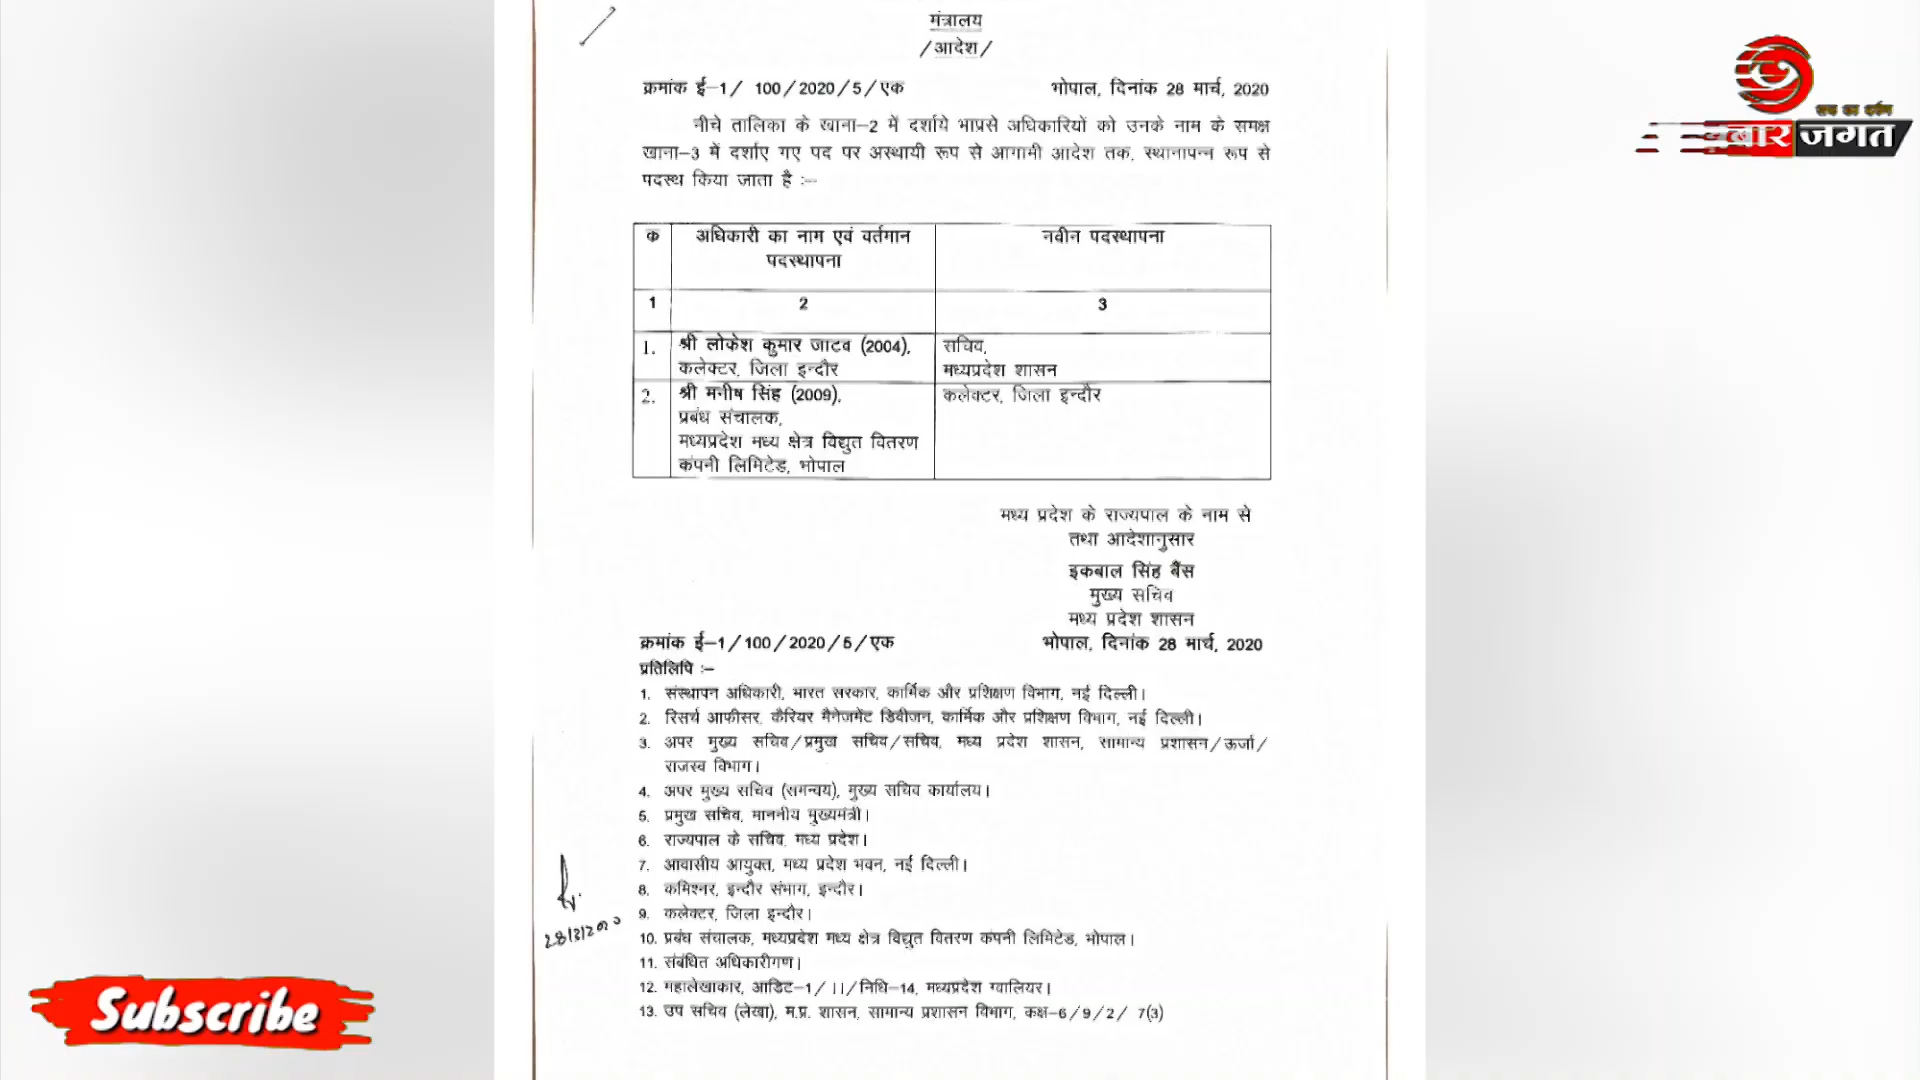 मंत्रालय
/आदेश/
क्रमांक ई-1/ 100/2020/5/एक भोपाल, दिनांक 28 मार्च, 2020
नीचे तालिका के खाना-2 में दर्शाये भाप्रसे अधिकारियों को उनके नाम के समक्ष
खाना-3 में दर्शाए गए पद पर अस्थायी रूप से आगामी आदेश तक, स्थानापन्न रूप से
पदस्थ किया जाता है :-
क अधिकारी का नाम एवं वर्तमान नवीन पदस्थापना
पदस्थापना
1 2 3
1. श्री लोकेश कुमार जाटव (2004), सचिव,
कलेक्टर, जिला इन्दौर मध्यप्रदेश शासन
2. श्री मनीष सिंह (2009), कलेक्टर, जिला इन्दौर
प्रबंध संचालक,
मध्यप्रदेश मध्य क्षेत्र विद्युत वितरण
कंपनी लिमिटेड, भोपाल
मध्य प्रदेश के राज्यपाल के नाम से
तथा आदेशानुसार
इकबाल सिंह बैंस
मुख्य सचिव
मध्य प्रदेश शासन
क्रमांक ई-1/100/2020/5/एक भोपाल, दिनांक 28 मार्च, 2020
प्रतिलिपि :-
1. संस्थापन अधिकारी, भारत सरकार, कार्मिक और प्रशिक्षण विभाग, नई दिल्ली।
2. रिसर्च आफीसर, कैरियर मैनेजमेंट डिवीजन, कार्मिक और प्रशिक्षण विभाग, नई दिल्ली।
3. अपर मुख्य सचिव/प्रमुख सचिव/सचिव, मध्य प्रदेश शासन, सामान्य प्रशासन/ऊर्जा/
राजस्व विभाग।
4. अपर मुख्य सचिव (समन्वय), मुख्य सचिव कार्यालय।
5. प्रमुख सचिव, माननीय मुख्यमंत्री।
6. राज्यपाल के सचिव, मध्य प्रदेश।
7. आवासीय आयुक्त, मध्य प्रदेश भवन, नई दिल्ली।
8. कमिश्नर, इन्दौर संभाग, इन्दौर।
9. कलेक्टर, जिला इन्दौर।
10. प्रबंध संचालक, मध्यप्रदेश मध्य क्षेत्र विद्युत वितरण कंपनी लिमिटेड, भोपाल।
11. संबंधित अधिकारीगण।
12. महालेखाकार, आडिट-1/ ।।/निधि-14, मध्यप्रदेश ग्वालियर।
13. उप सचिव (लेखा), म.प्र. शासन, सामान्य प्रशासन विभाग, कक्ष-6/9/2/ 7(3)
28/3/2020
सच का दर्पण
जगत
Subscribe